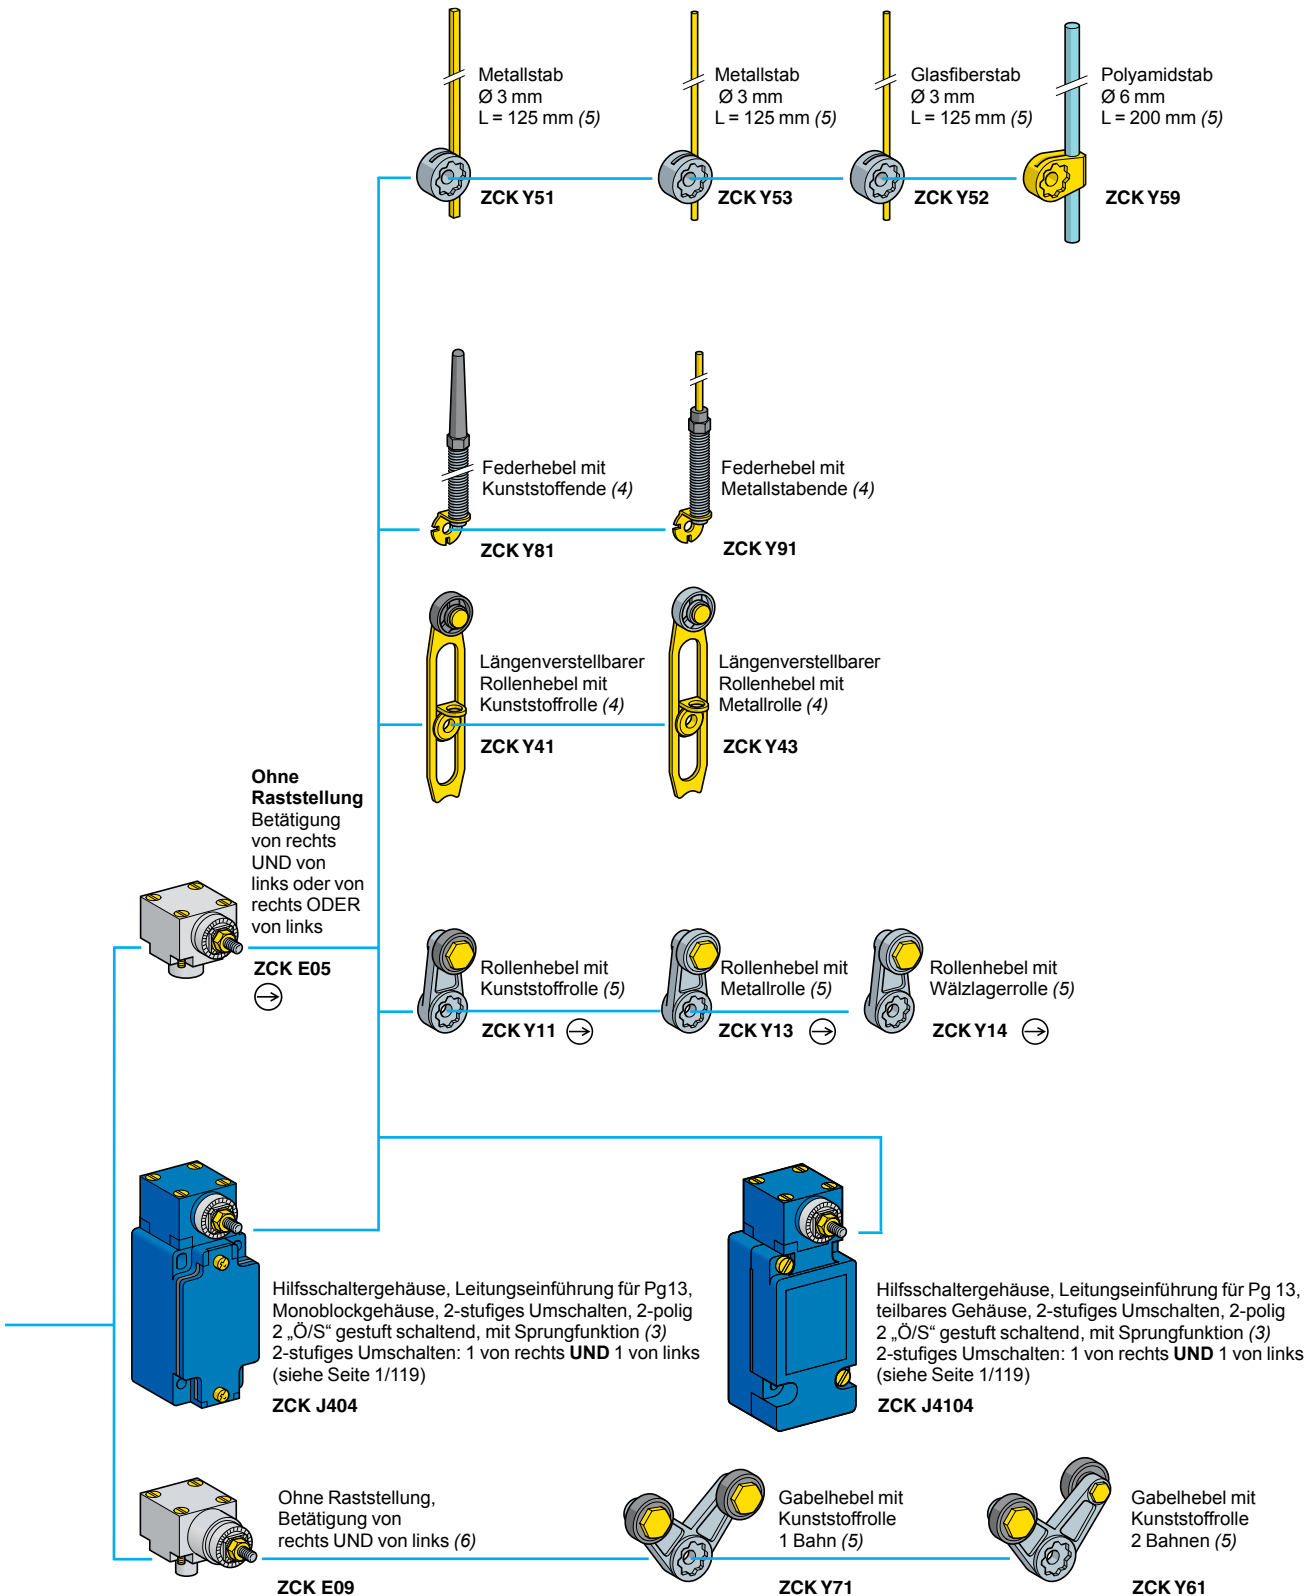 Metallstab
Ø 3 mm
L = 125 mm (5)
ZCK Y51
Metallstab
Ø 3 mm
L = 125 mm (5)
ZCK Y53
Glasfiberstab
Ø 3 mm
L = 125 mm (5)
ZCK Y52
Polyamidstab
Ø 6 mm
L = 200 mm (5)
ZCK Y59
Federhebel mit
Kunststoffende (4)
ZCK Y81
Federhebel mit
Metallstabende (4)
ZCK Y91
Längenverstellbarer
Rollenhebel mit
Kunststoffrolle (4)
ZCK Y41
Längenverstellbarer
Rollenhebel mit
Metallrolle (4)
ZCK Y43
Ohne
Raststellung
Betätigung
von rechts
UND von
links oder von
rechts ODER
von links
ZCK E05
Rollenhebel mit
Kunststoffrolle (5)
ZCK Y11
Rollenhebel mit
Metallrolle (5)
ZCK Y13
Rollenhebel mit
Wälzlagerrolle (5)
ZCK Y14
Hilfsschaltergehäuse, Leitungseinführung für Pg13,
Monoblockgehäuse, 2-stufiges Umschalten, 2-polig
2 „Ö/S“ gestuft schaltend, mit Sprungfunktion (3)
2-stufiges Umschalten: 1 von rechts UND 1 von links
(siehe Seite 1/119)
ZCK J404
Hilfsschaltergehäuse, Leitungseinführung für Pg 13,
teilbares Gehäuse, 2-stufiges Umschalten, 2-polig
2 „Ö/S“ gestuft schaltend, mit Sprungfunktion (3)
2-stufiges Umschalten: 1 von rechts UND 1 von links
(siehe Seite 1/119)
ZCK J4104
Ohne Raststellung,
Betätigung von
rechts UND von links (6)
ZCK E09
Gabelhebel mit
Kunststoffrolle
1 Bahn (5)
ZCK Y71
Gabelhebel mit
Kunststoffrolle
2 Bahnen (5)
ZCK Y61